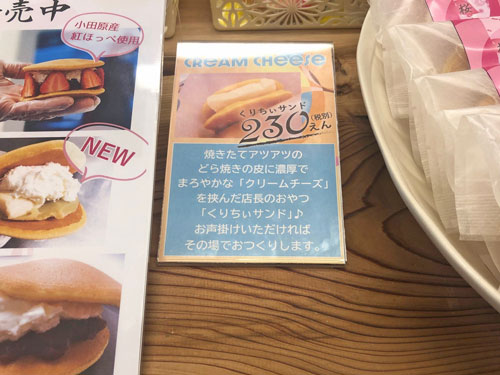 売中
小田原産
紅ほっぺ使用
NEW
CREAM CHEESE
くりちぃサンド
230えん
(税別)
焼きたてアツアツの
どら焼きの皮に濃厚で
まろやかな「クリームチーズ」
を挟んだ店長のおやつ
「くりちぃサンド」♪
お声掛けいただければ
その場でおつくりします。
桜